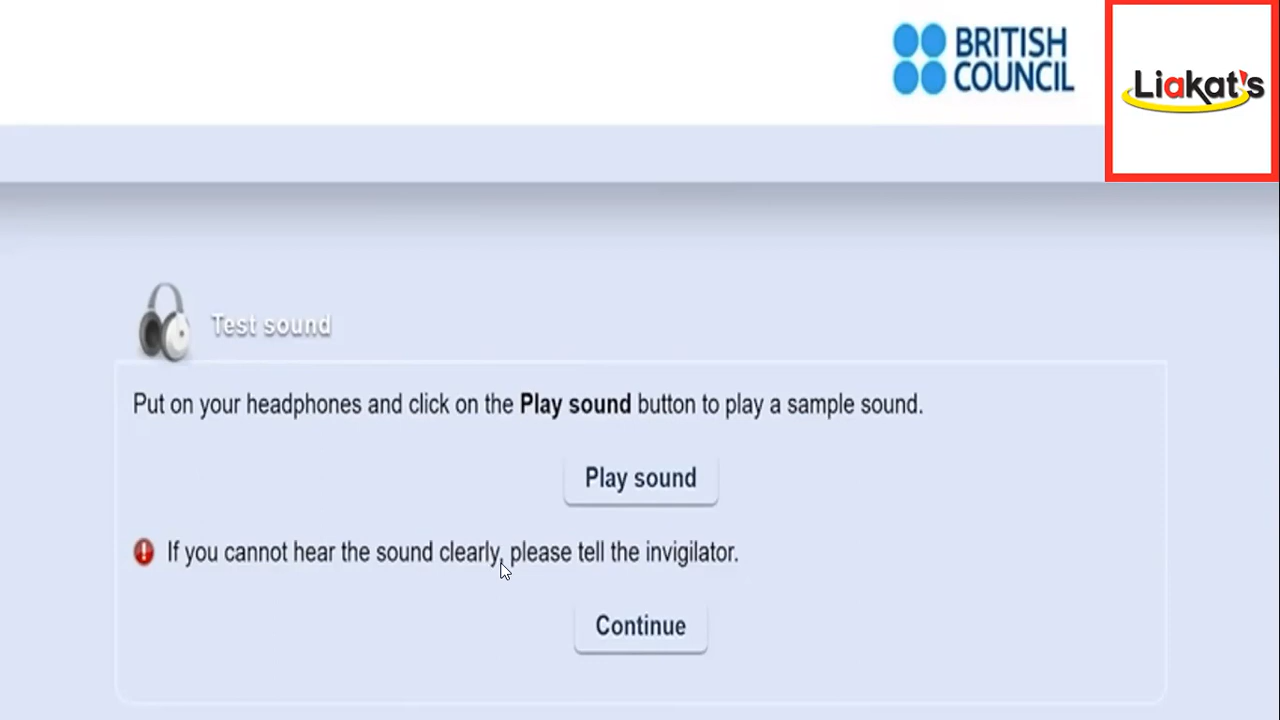 BRITISH
COUNCIL
Liakat's
Test sound
Put on your headphones and click on the Play sound button to play a sample sound.
Play sound
If you cannot hear the sound clearly, please tell the invigilator.
Continue